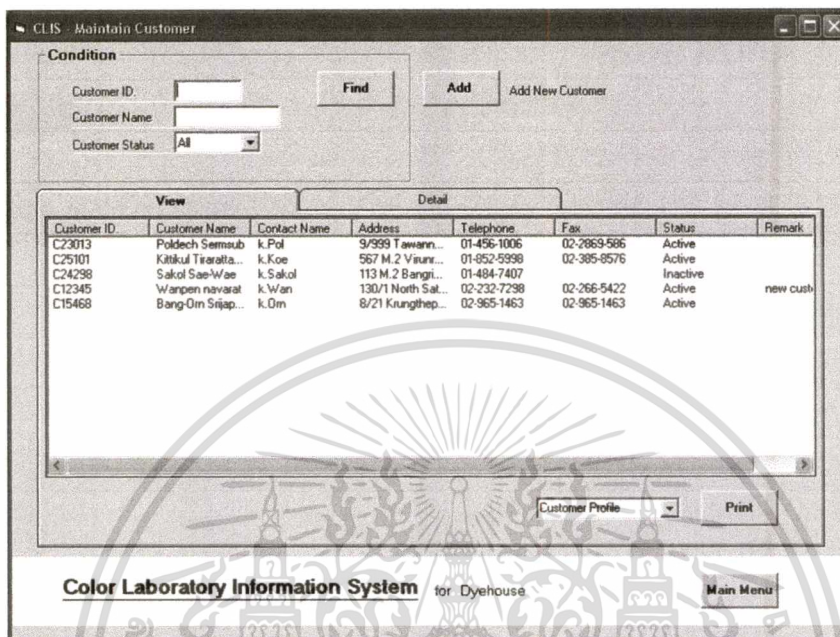 CLIS - Maintain Customer
Condition
Customer ID.
Find
Add
Add New Customer
Customer Name
Customer Status All
View Detail
Customer ID. Customer Name Contact Name Address Telephone Fax Status Remark
C23013 Poldech Sermsub k.Pol 9/999 Tawann... 01-456-1006 02-2869-586 Active
C25101 Kittikul Tiraratta... k.Koe 567 M.2 Virunr... 01-852-5998 02-385-8576 Active
C24298 Sakol Sae-Wae k.Sakol 113 M.2 Bangri... 01-484-7407 Inactive
C12345 Wanpen navarat k.Wan 130/1 North Sat... 02-232-7298 02-266-5422 Active new cust
C15468 Bang-Orn Srijap... k.Orn 8/21 Krungthep... 02-965-1463 02-965-1463 Active
Customer Profile Print
Color Laboratory Information System for Dyehouse Main Menu